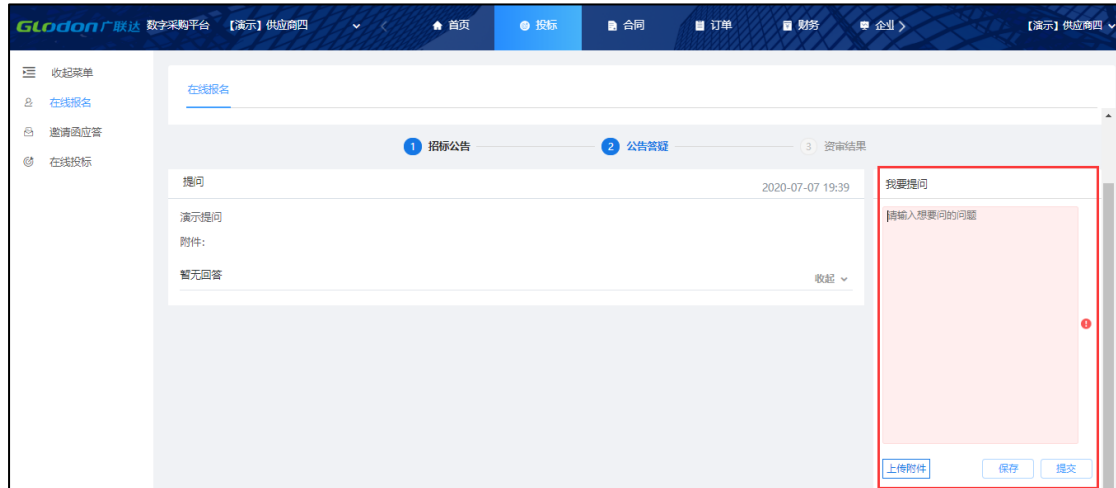 GLodon广联达 数字采购平台 【演示】供应商四 首页 投标 合同 订单 财务 企业 【演示】供应商四
收起菜单
在线报名
邀请函应答
在线投标
在线报名
1 招标公告 2 公告答疑 3 资审结果
提问 2020-07-07 19:39
演示提问
附件:
暂无回答 收起
我要提问
请输入想要问的问题
上传附件 保存 提交